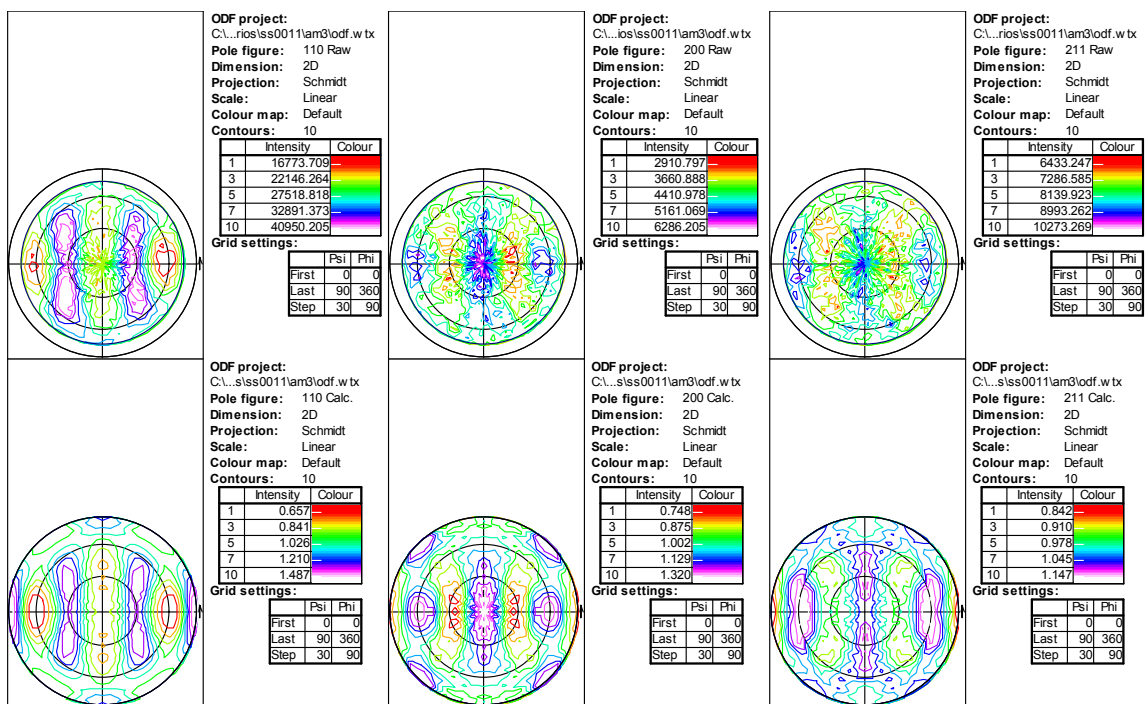 ODF project:
C:\...rios\ss0011\am3\odf.w tx
Pole figure: 110 Raw
Dimension: 2D
Projection: Schmidt
Scale: Linear
Colour map: Default
Contours: 10
Intensity Colour
1 16773.709
3 22146.264
5 27518.818
7 32891.373
10 40950.205
Grid settings:
Psi Phi
First 0 0
Last 90 360
Step 30 90
ODF project:
C:\...ios\ss0011\am3\odf.w tx
Pole figure: 200 Raw
Dimension: 2D
Projection: Schmidt
Scale: Linear
Colour map: Default
Contours: 10
Intensity Colour
1 2910.797
3 3660.888
5 4410.978
7 5161.069
10 6286.205
Grid settings:
Psi Phi
First 0 0
Last 90 360
Step 30 90
ODF project:
C:\...rios\ss0011\am3\odf.w tx
Pole figure: 211 Raw
Dimension: 2D
Projection: Schmidt
Scale: Linear
Colour map: Default
Contours: 10
Intensity Colour
1 6433.247
3 7286.585
5 8139.923
7 8993.262
10 10273.269
Grid settings:
Psi Phi
First 0 0
Last 90 360
Step 30 90
ODF project:
C:\...s\ss0011\am3\odf.w tx
Pole figure: 110 Calc.
Dimension: 2D
Projection: Schmidt
Scale: Linear
Colour map: Default
Contours: 10
Intensity Colour
1 0.657
3 0.841
5 1.026
7 1.210
10 1.487
Grid settings:
Psi Phi
First 0 0
Last 90 360
Step 30 90
ODF project:
C:\...s\ss0011\am3\odf.w tx
Pole figure: 200 Calc.
Dimension: 2D
Projection: Schmidt
Scale: Linear
Colour map: Default
Contours: 10
Intensity Colour
1 0.748
3 0.875
5 1.002
7 1.129
10 1.320
Grid settings:
Psi Phi
First 0 0
Last 90 360
Step 30 90
ODF project:
C:\...s\ss0011\am3\odf.w tx
Pole figure: 211 Calc.
Dimension: 2D
Projection: Schmidt
Scale: Linear
Colour map: Default
Contours: 10
Intensity Colour
1 0.842
3 0.910
5 0.978
7 1.045
10 1.147
Grid settings:
Psi Phi
First 0 0
Last 90 360
Step 30 90